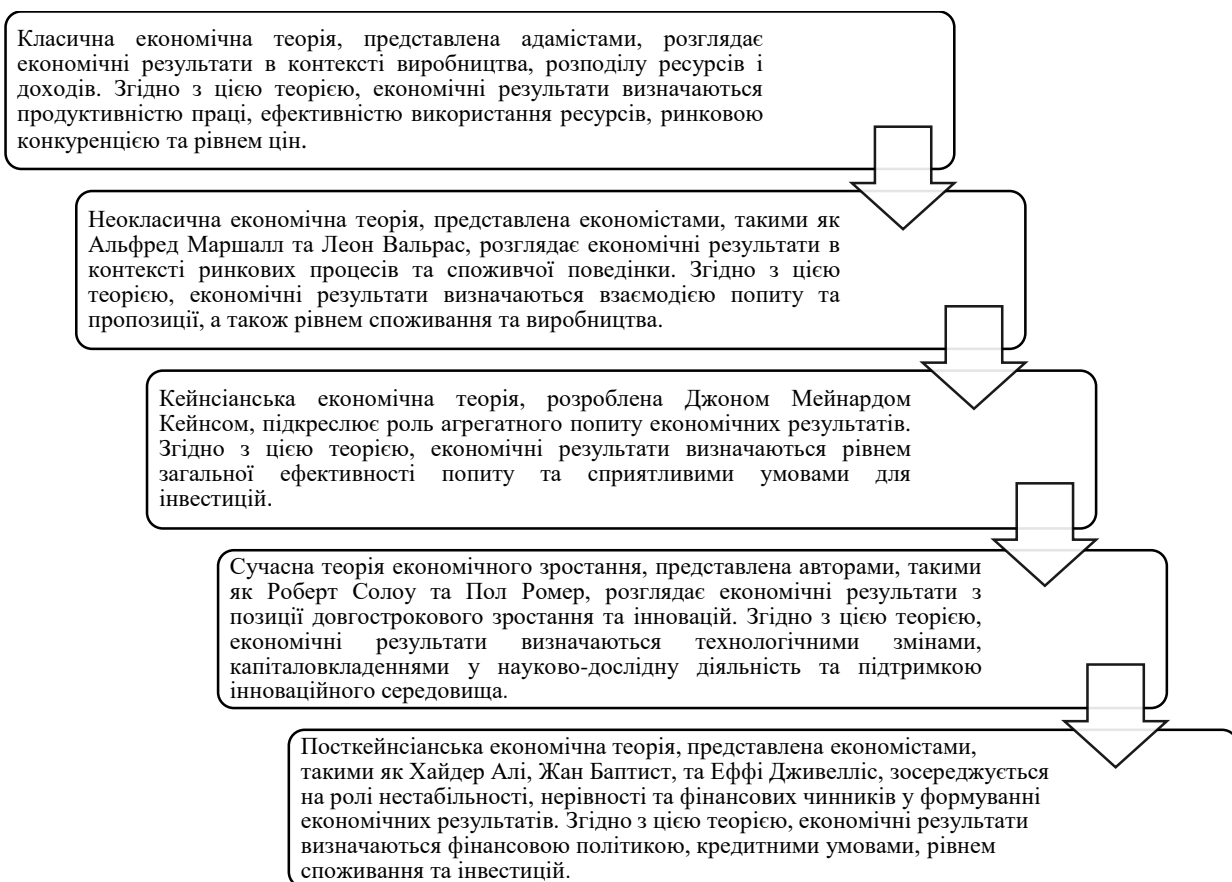 Класична економічна теорія, представлена адамістами, розглядає
економічні результати в контексті виробництва, розподілу ресурсів і
доходів. Згідно з цією теорією, економічні результати визначаються
продуктивністю праці, ефективністю використання ресурсів, ринковою
конкуренцією та рівнем цін.
Неокласична економічна теорія, представлена економістами, такими як
Альфред Маршалл та Леон Вальрас, розглядає економічні результати в
контексті ринкових процесів та споживчої поведінки. Згідно з цією
теорією, економічні результати визначаються взаємодією попиту та
пропозиції, а також рівнем споживання та виробництва.
Кейнсіанська економічна теорія, розроблена Джоном Мейнардом
Кейнсом, підкреслює роль агрегатного попиту економічних результатів.
Згідно з цією теорією, економічні результати визначаються рівнем
загальної ефективності попиту та сприятливими умовами для
інвестицій.
Сучасна теорія економічного зростання, представлена авторами, такими
як Роберт Солоу та Пол Ромер, розглядає економічні результати з
позиції довгострокового зростання та інновацій. Згідно з цією теорією,
економічні результати визначаються технологічними змінами,
капіталовкладеннями у науково-дослідну діяльність та підтримкою
інноваційного середовища.
Посткейнсіанська економічна теорія, представлена економістами,
такими як Хайдер Алі, Жан Баптист, та Еффі Дживелліс, зосереджується
на ролі нестабільності, нерівності та фінансових чинників у формуванні
економічних результатів. Згідно з цією теорією, економічні результати
визначаються фінансовою політикою, кредитними умовами, рівнем
споживання та інвестицій.